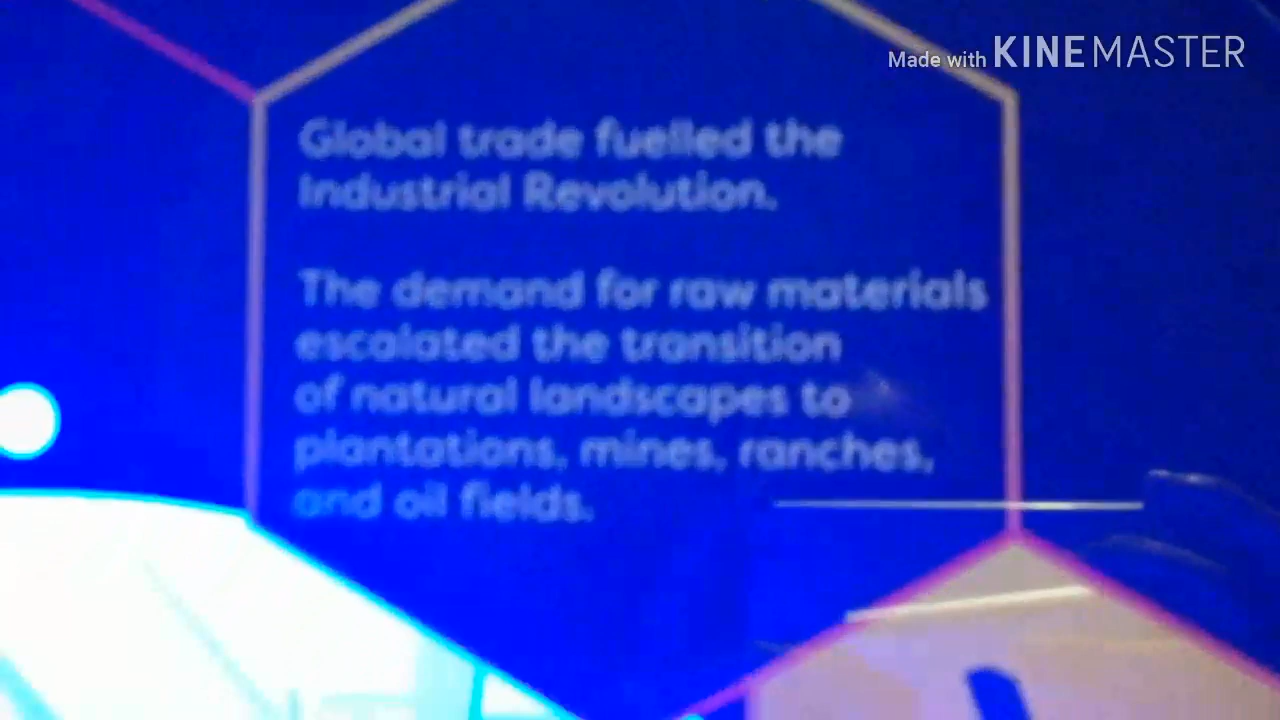 Made with KINEMASTER
Global trade fuelled the
Industrial Revolution.
The demand for raw materials
escalated the transition
of natural landscapes to
plantations, mines, ranches,
and oil fields.